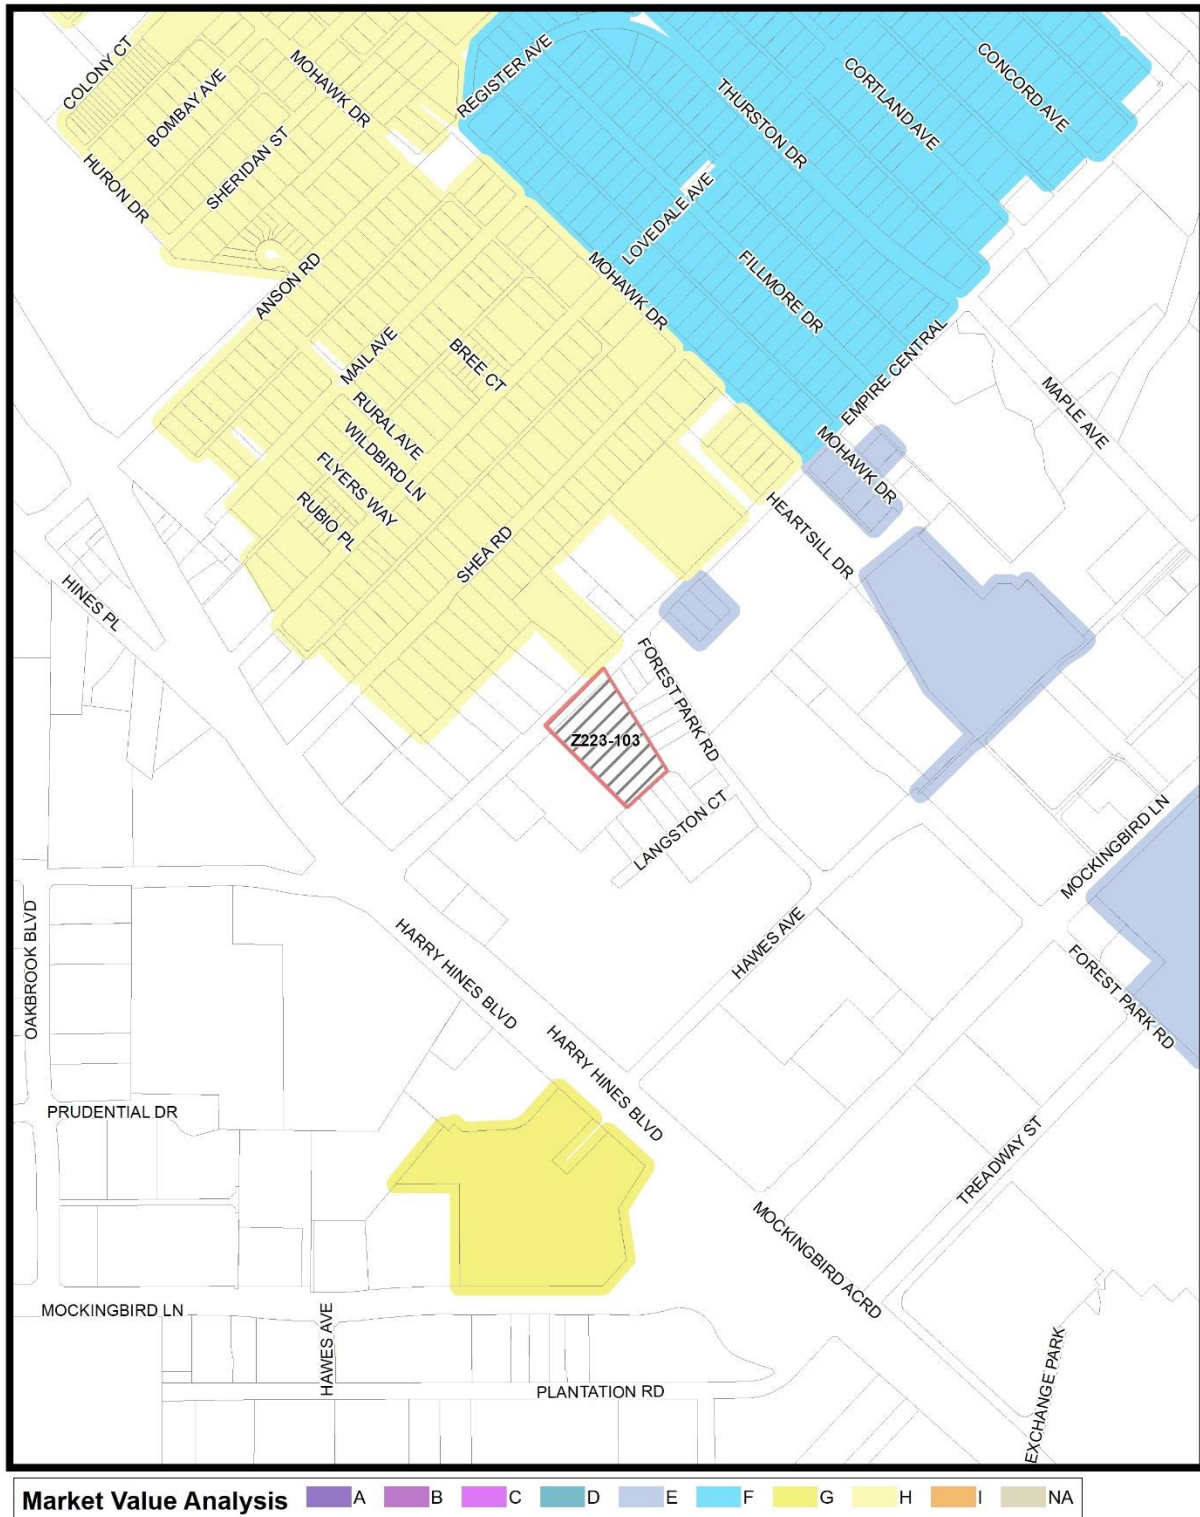 COLONY CT
BOMBAY AVE
MOHAWK DR
REGISTER AVE
CONCORD AVE
CORTLAND AVE
THURSTON DR
SHERIDAN ST
HURON DR
LOVEDALE AVE
ANSON RD
MOHAWK DR
FILLMORE DR
MAIL AVE
BREE CT
EMPIRE CENTRAL
MAPLE AVE
RURAL AVE
WILDBIRD LN
FLYERS WAY
RUBIO PL
MOHAWK DR
HEARTSILL DR
SHEA RD
HINES PL
FOREST PARK RD
Z223-103
LANGSTON CT
MOCKINGBIRD LN
OAKBROOK BLVD
HARRY HINES BLVD
HAWES AVE
FOREST PARK RD
HARRY HINES BLVD
PRUDENTIAL DR
TREADWAY ST
MOCKINGBIRD ACRD
MOCKINGBIRD LN
HAWES AVE
PLANTATION RD
EXCHANGE PARK
Market Value Analysis A B C D E F G H I NA